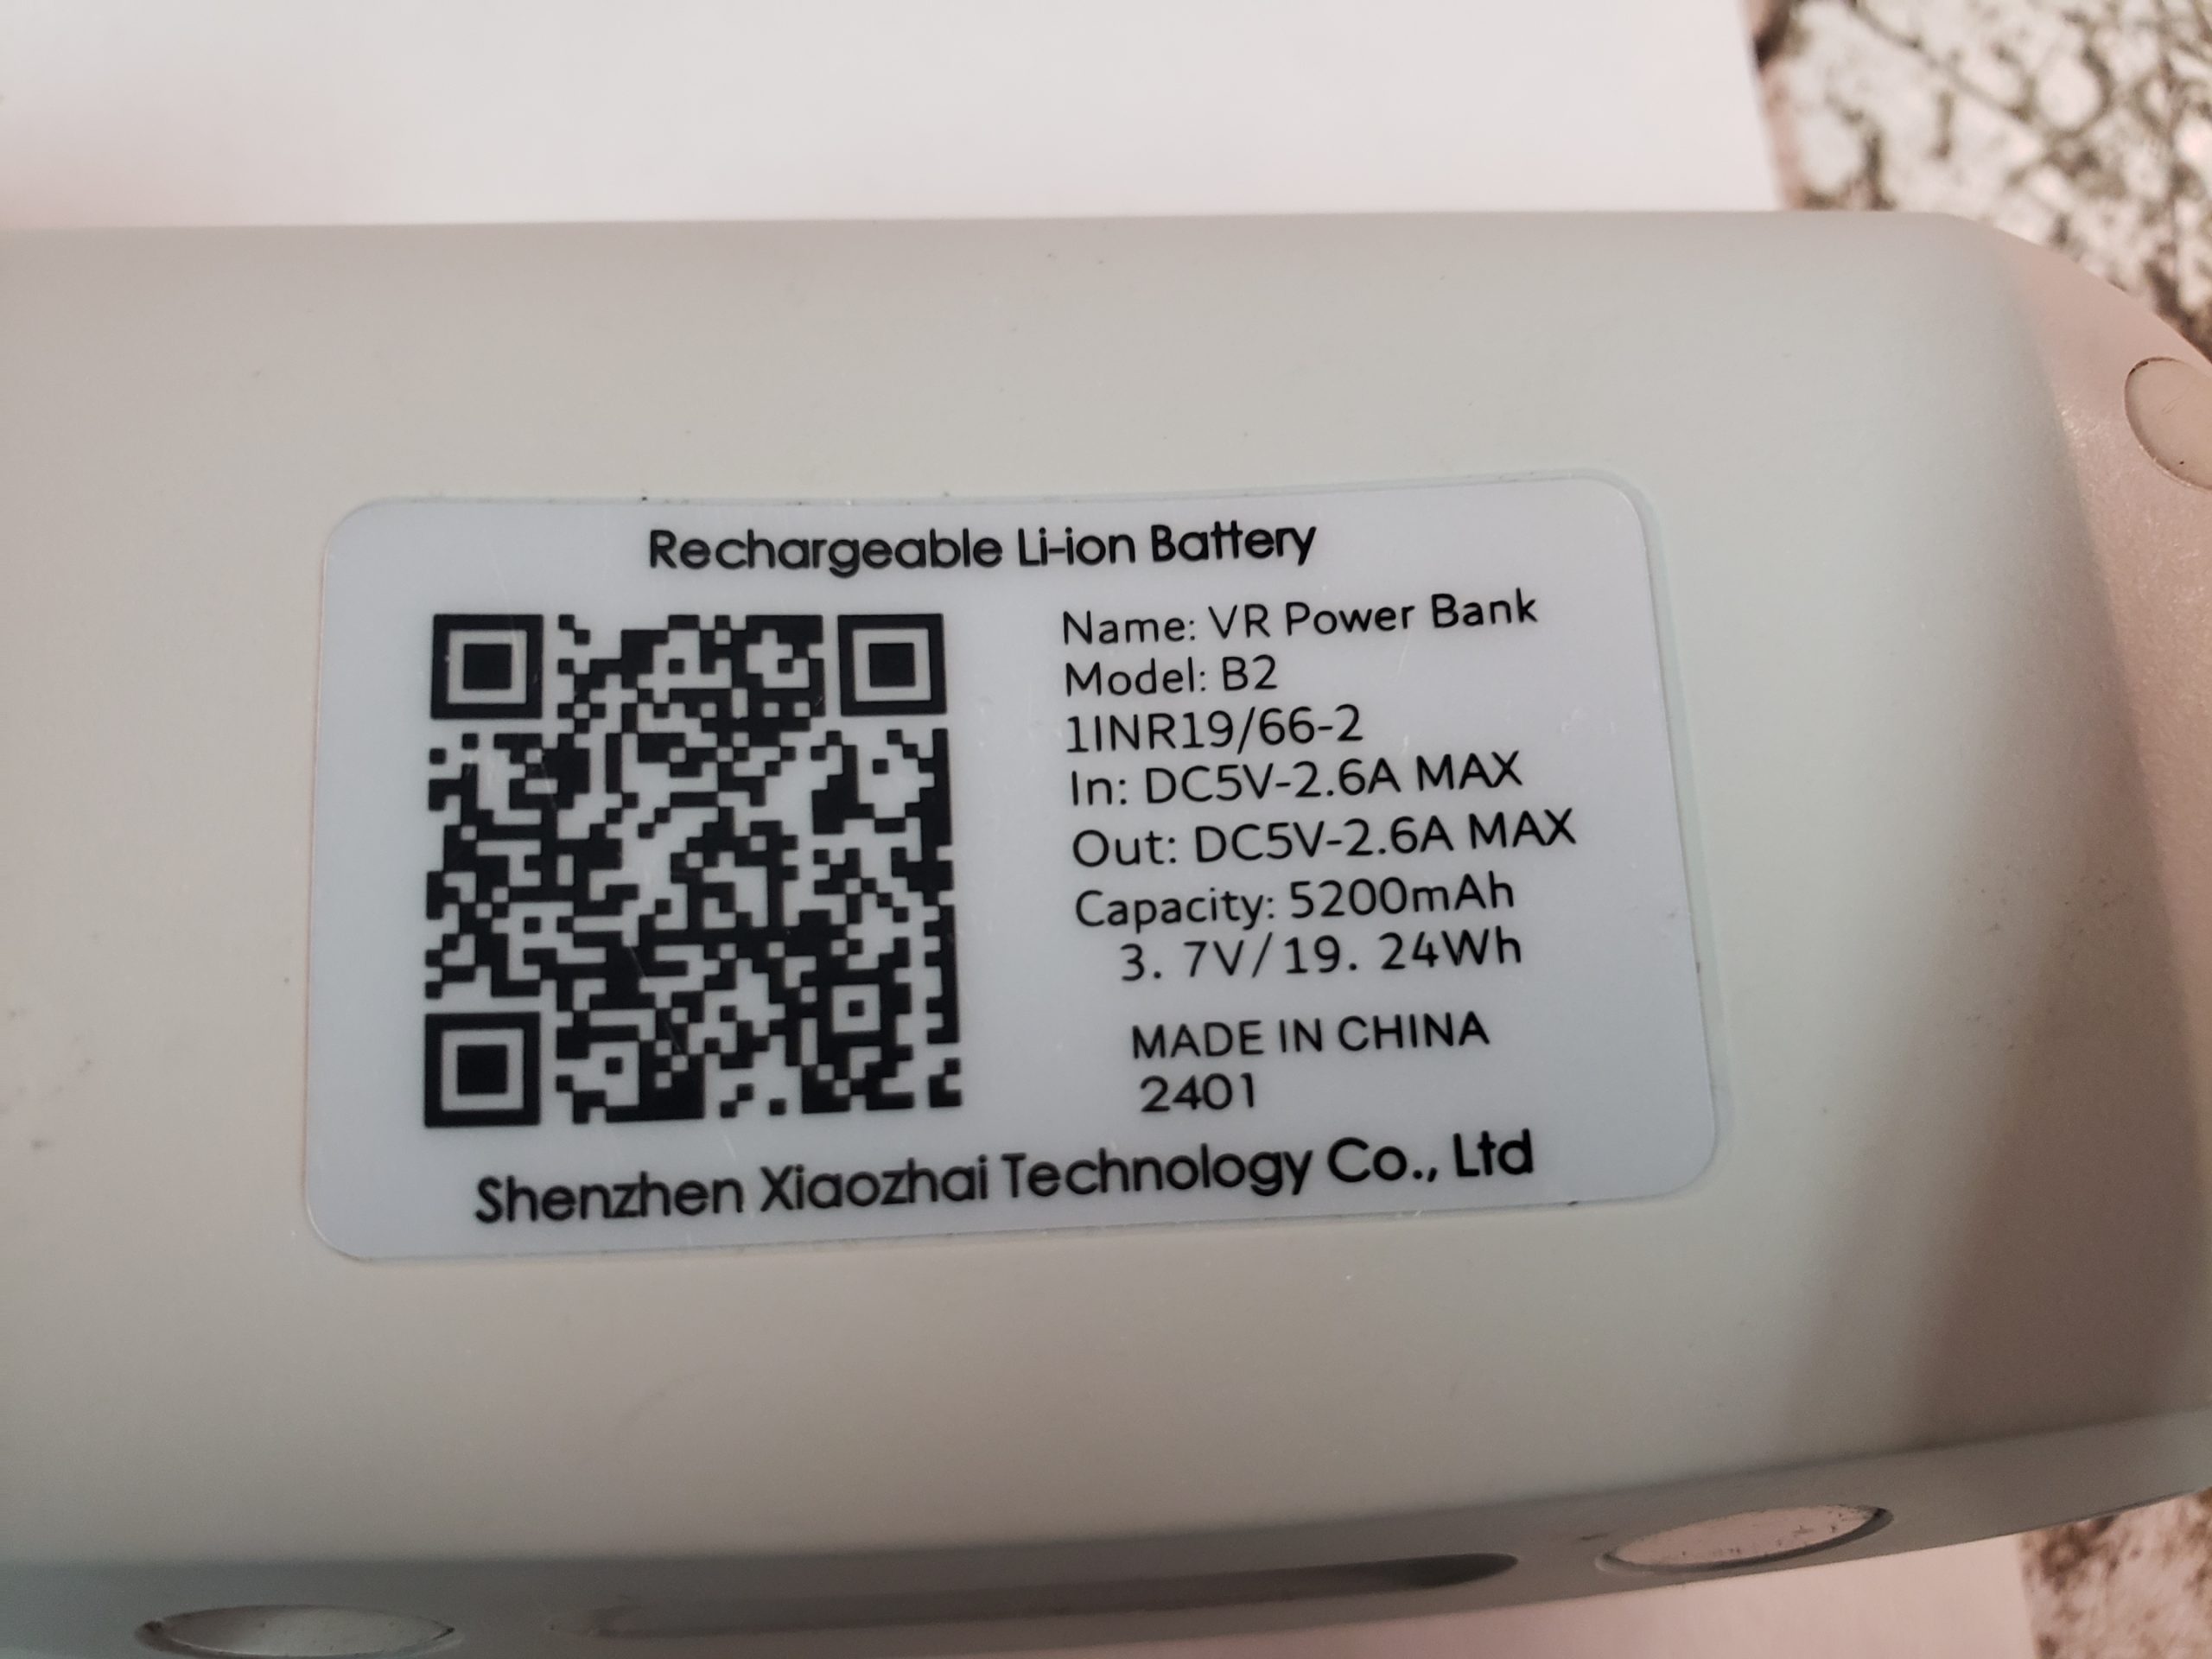 Rechargeable Li-ion Battery
Name: VR Power Bank
Model: B2
1INR19/66-2
In: DC5V-2.6A MAX
Out: DC5V-2.6A MAX
Capacity: 5200mAh
3. 7V/19. 24Wh
MADE IN CHINA
2401
Shenzhen Xiaozhai Technology Co., Ltd